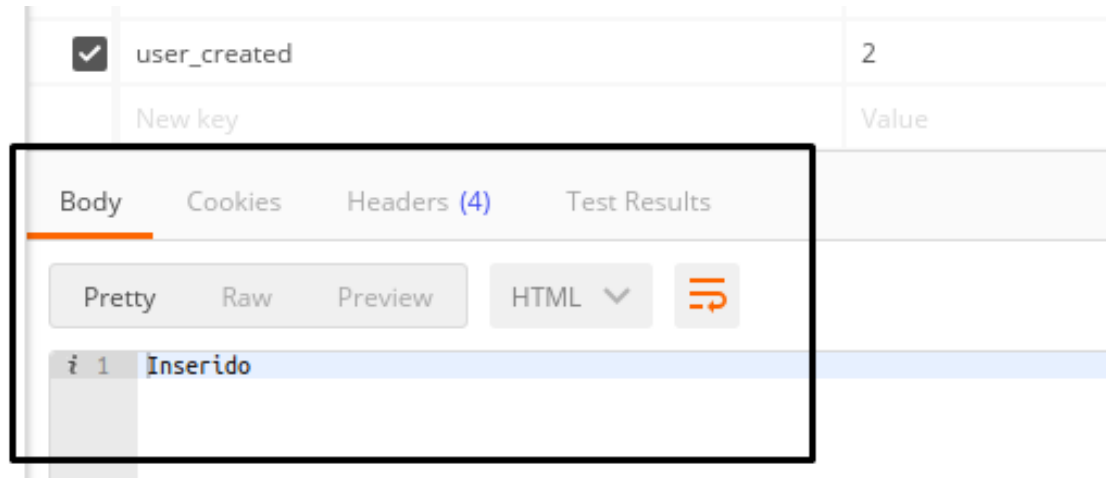 user_created 2
New key Value
Body Cookies Headers (4) Test Results
Pretty Raw Preview HTML
i 1 Inserido